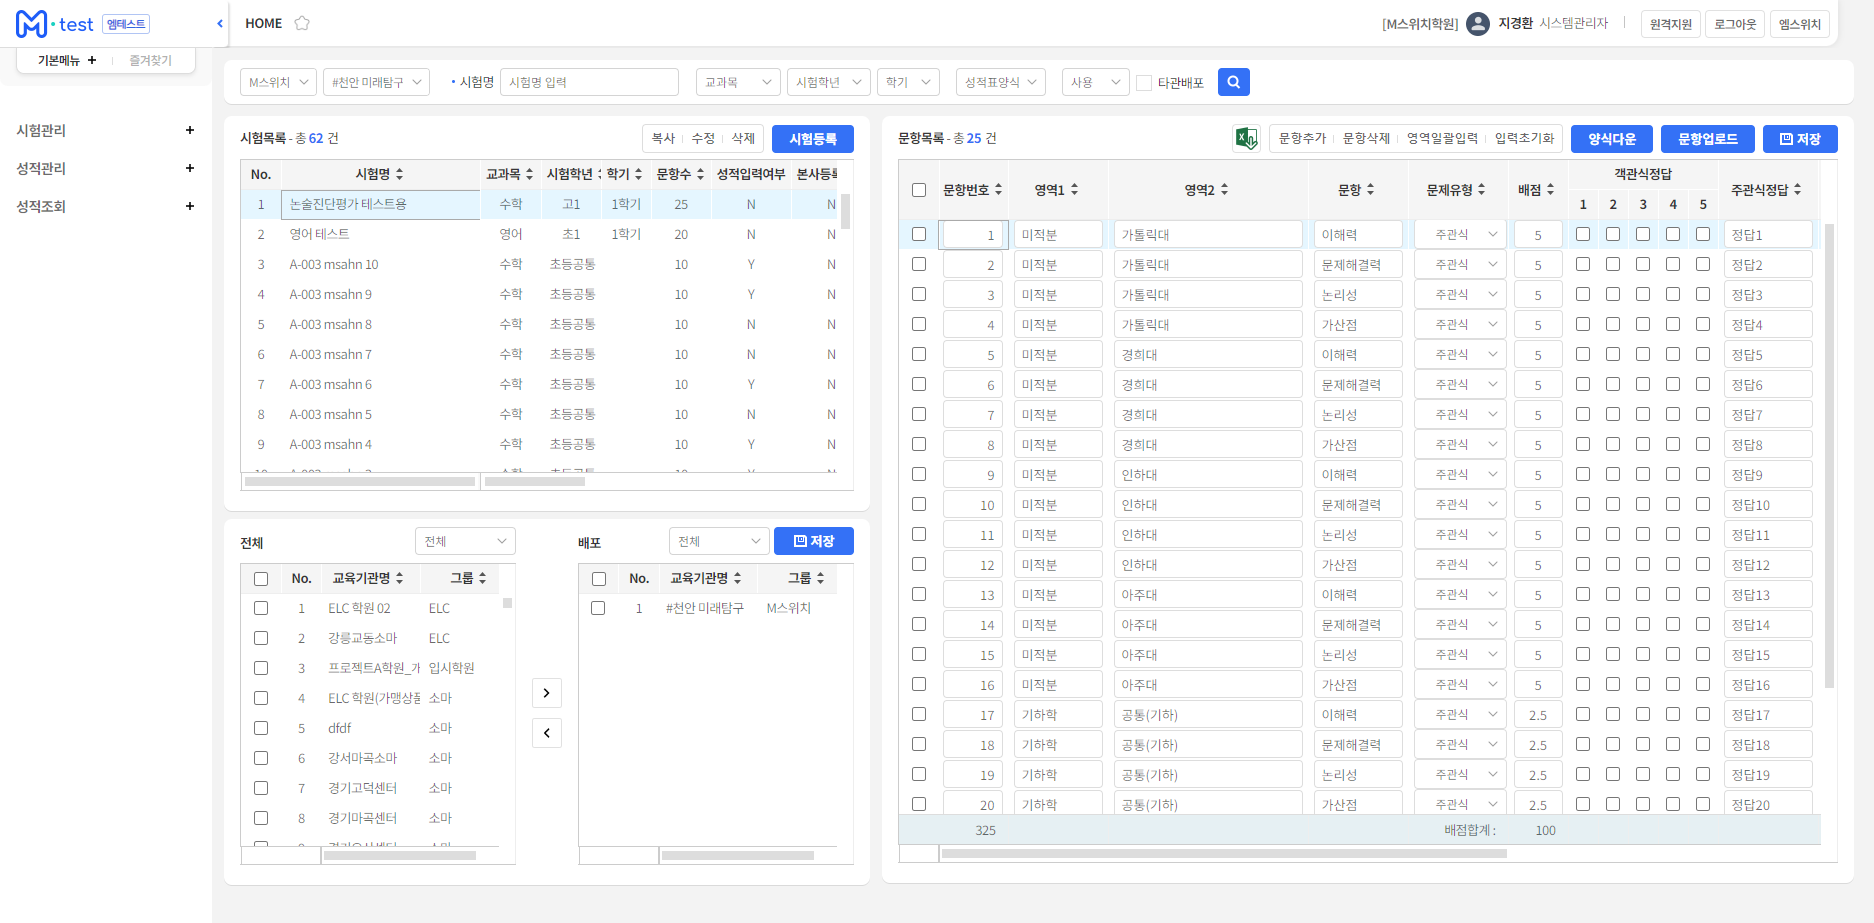 M·test 엠테스트
HOME
[M스위치학원] 지경환 시스템관리자 원격지원 로그아웃 엠스위치
기본메뉴 + 즐겨찾기
시험관리 +
성적관리 +
성적조회 +
M스위치 #천안 미래탐구 • 시험명 시험명 입력 교과목 시험학년 학기 성적표양식 사용 타관배포
시험목록 - 총 62 건 복사 수정 삭제 시험등록
No. 시험명 교과목 시험학년 학기 문항수 성적입력여부 본사등록
1 논술진단평가 테스트용 수학 고1 1학기 25 N N
2 영어 테스트 영어 초1 1학기 20 N N
3 A-003 msahn 10 수학 초등공통 10 Y N
4 A-003 msahn 9 수학 초등공통 10 Y N
5 A-003 msahn 8 수학 초등공통 10 N N
6 A-003 msahn 7 수학 초등공통 10 N N
7 A-003 msahn 6 수학 초등공통 10 Y N
8 A-003 msahn 5 수학 초등공통 10 N N
9 A-003 msahn 4 수학 초등공통 10 Y N
전체 전체
No. 교육기관명 그룹
1 ELC 학원 02 ELC
2 강릉교동소마 ELC
3 프로젝트A학원_가 입시학원
4 ELC 학원(가맹상품 소마
5 dfdf 소마
6 강서마곡소마 소마
7 경기고덕센터 소마
8 경기마곡센터 소마
배포 전체 저장
No. 교육기관명 그룹
1 #천안 미래탐구 M스위치
문항목록 - 총 25 건 문항추가 문항삭제 영역일괄입력 입력초기화 양식다운 문항업로드 저장
문항번호 영역1 영역2 문항 문제유형 배점 객관식정답 주관식정답
1 2 3 4 5
1 미적분 가톨릭대 이해력 주관식 5 정답1
2 미적분 가톨릭대 문제해결력 주관식 5 정답2
3 미적분 가톨릭대 논리성 주관식 5 정답3
4 미적분 가톨릭대 가산점 주관식 5 정답4
5 미적분 경희대 이해력 주관식 5 정답5
6 미적분 경희대 문제해결력 주관식 5 정답6
7 미적분 경희대 논리성 주관식 5 정답7
8 미적분 경희대 가산점 주관식 5 정답8
9 미적분 인하대 이해력 주관식 5 정답9
10 미적분 인하대 문제해결력 주관식 5 정답10
11 미적분 인하대 논리성 주관식 5 정답11
12 미적분 인하대 가산점 주관식 5 정답12
13 미적분 아주대 이해력 주관식 5 정답13
14 미적분 아주대 문제해결력 주관식 5 정답14
15 미적분 아주대 논리성 주관식 5 정답15
16 미적분 아주대 가산점 주관식 5 정답16
17 기하학 공통(기하) 이해력 주관식 2.5 정답17
18 기하학 공통(기하) 문제해결력 주관식 2.5 정답18
19 기하학 공통(기하) 논리성 주관식 2.5 정답19
20 기하학 공통(기하) 가산점 주관식 2.5 정답20
325 배점합계 : 100